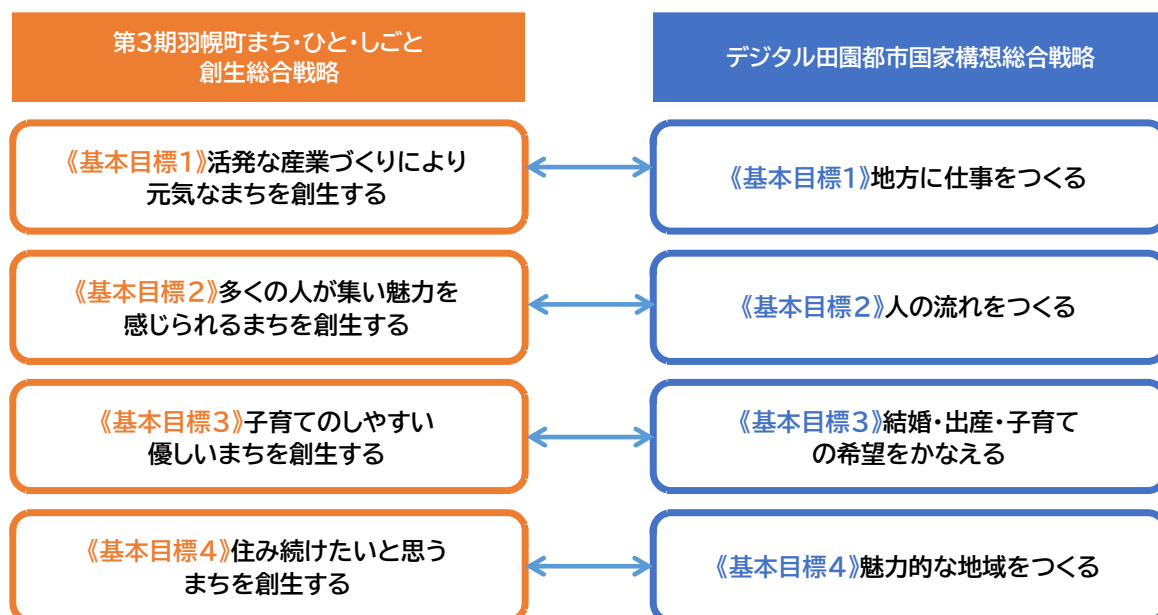 第3期羽幌町まち・ひと・しごと
創生総合戦略
デジタル田園都市国家構想総合戦略
《基本目標1》活発な産業づくりにより
元気なまちを創生する
《基本目標1》地方に仕事をつくる
《基本目標2》多くの人が集い魅力を
感じられるまちを創生する
《基本目標2》人の流れをつくる
《基本目標3》子育てのしやすい
優しいまちを創生する
《基本目標3》結婚・出産・子育て
の希望をかなえる
《基本目標4》住み続けたいと思う
まちを創生する
《基本目標4》魅力的な地域をつくる